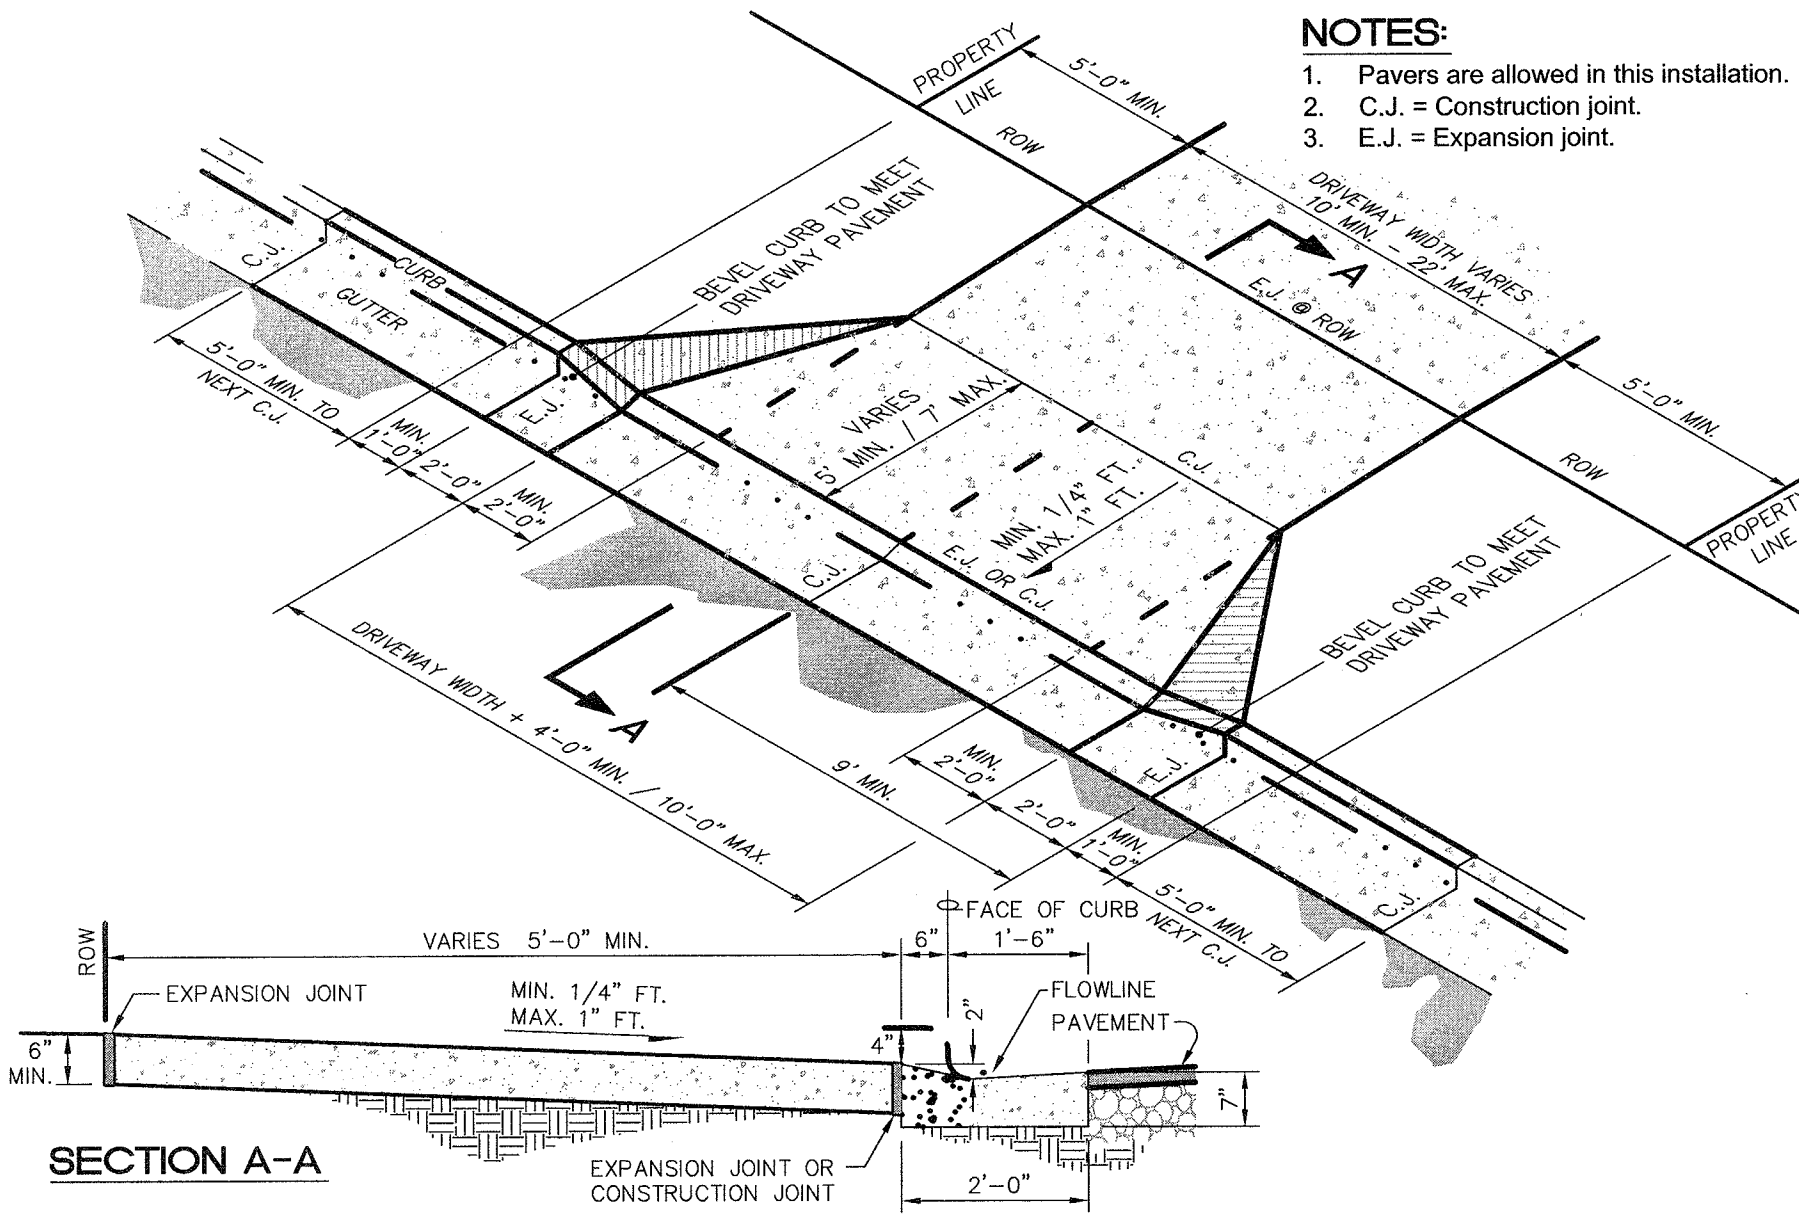 NOTES:
1. Pavers are allowed in this installation.
2. C.J. = Construction joint.
3. E.J. = Expansion joint.
PROPERTY
LINE
ROW
5'-0" MIN.
DRIVEWAY WIDTH VARIES
10' MIN. - 22' MAX.
A
E.J. @ ROW
5'-0" MIN.
ROW
PROPERTY
LINE
BEVEL CURB TO MEET
DRIVEWAY PAVEMENT
C.J.
CURB
GUTTER
E.J.
5'-0" MIN. TO
NEXT C.J.
MIN.
1'-0"
2'-0"
MIN.
2'-0"
VARIES
5' MIN. / 7' MAX.
C.J.
MIN. 1/4" FT.
MAX. 1" FT.
E.J. OR C.J.
C.J.
BEVEL CURB TO MEET
DRIVEWAY PAVEMENT
A
DRIVEWAY WIDTH + 4'-0" MIN. / 10'-0" MAX.
9' MIN.
MIN.
2'-0"
2'-0"
MIN.
1'-0"
E.J.
5'-0" MIN. TO
NEXT C.J.
C.J.
ROW
VARIES 5'-0" MIN.
6"
FACE OF CURB
1'-6"
EXPANSION JOINT
MIN. 1/4" FT.
MAX. 1" FT.
2"
FLOWLINE
PAVEMENT
4"
6"
MIN.
7"
SECTION A-A
EXPANSION JOINT OR
CONSTRUCTION JOINT
2'-0"